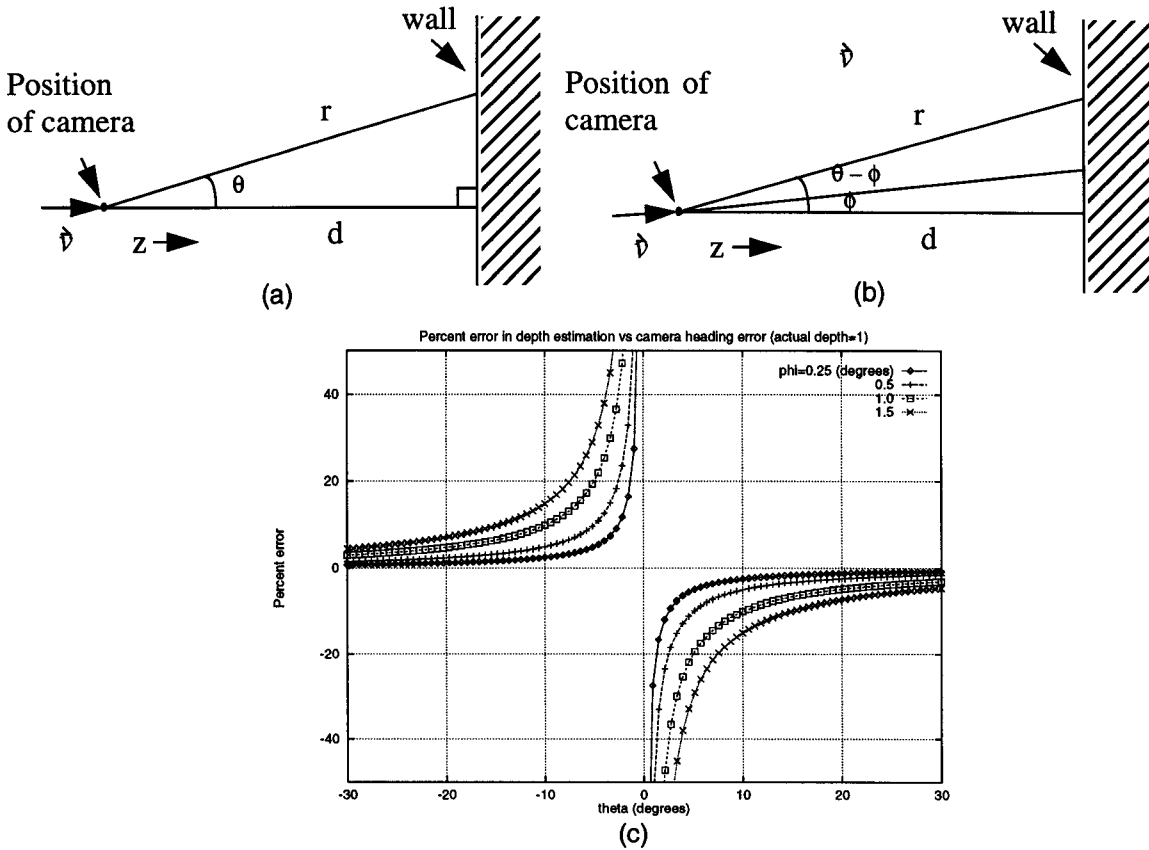 wall
Position
of camera
r
θ
v
z
d
(a)
wall
v
Position of
camera
r
θ − ϕ
ϕ
v
z
d
(b)
Percent error in depth estimation vs camera heading error (actual depth=1)
phi=0.25 (degrees)
0.5
1.0
1.5
40
20
0
-20
-40
Percent error
-30 -20 -10 0 10 20 30
theta (degrees)
(c)